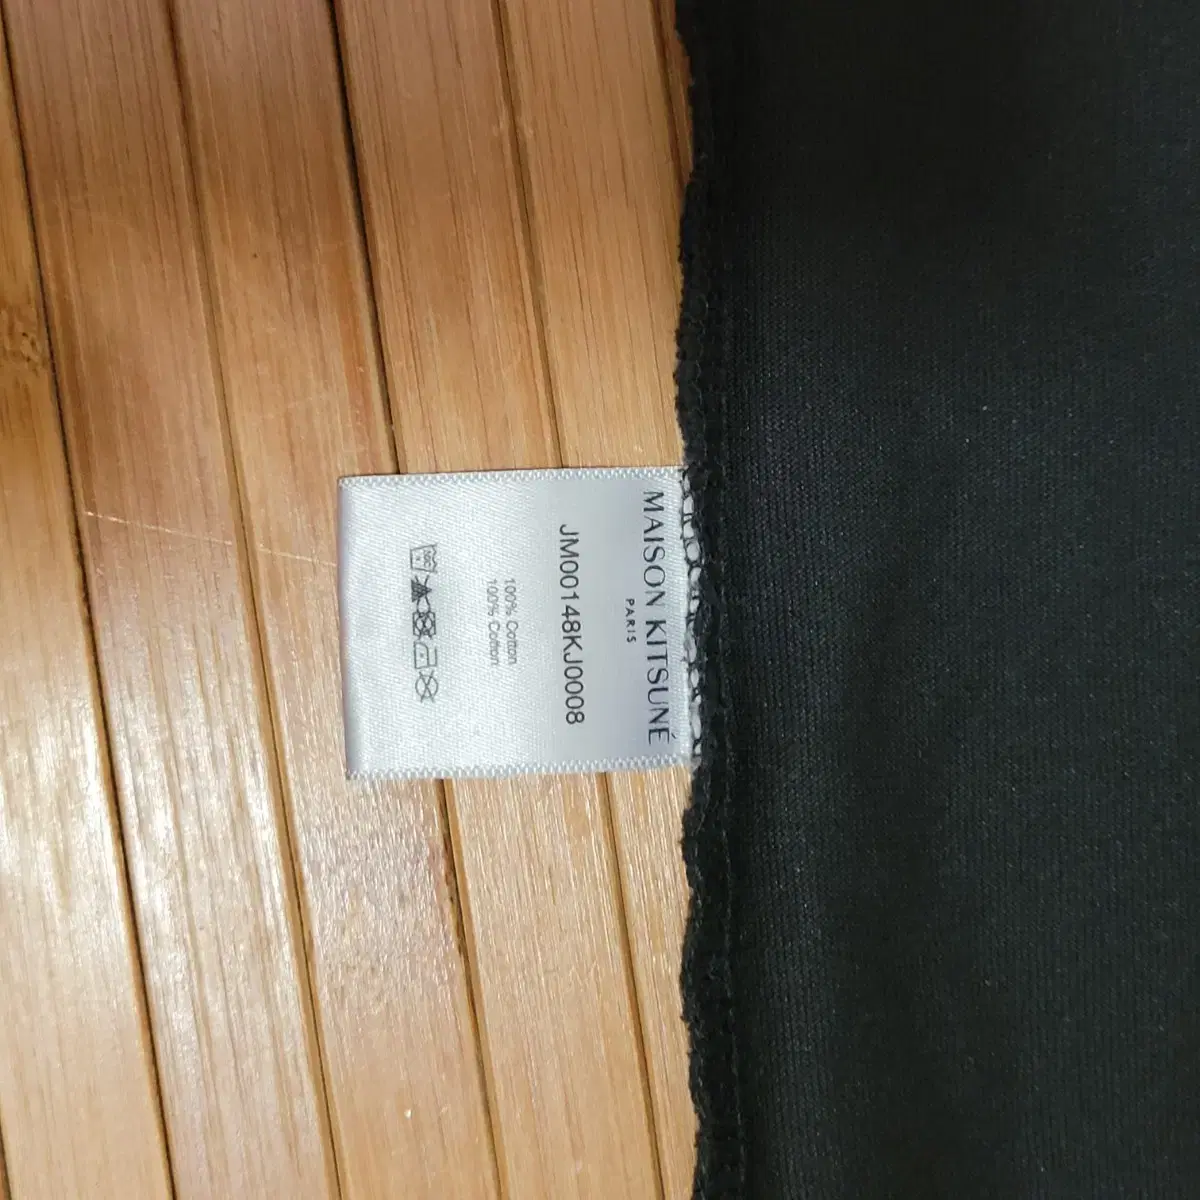 MAISON KITSUNÉ
PARIS
JM00148KJ0008
100% Cotton
100% Cotton